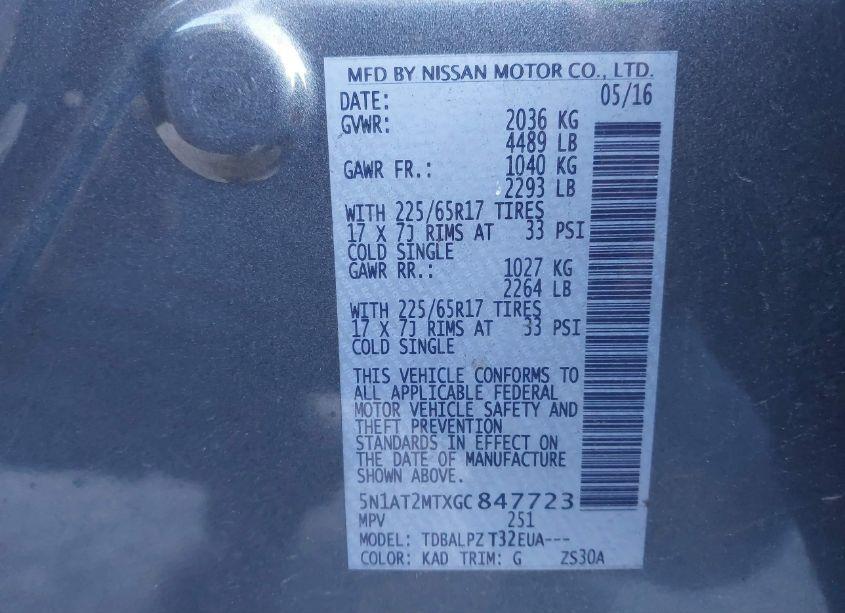 MFD BY NISSAN MOTOR CO., LTD.
DATE: 05/16
GVWR: 2036 KG
4489 LB
GAWR FR.: 1040 KG
2293 LB
WITH 225/65R17 TIRES
17 X 7J RIMS AT 33 PSI
COLD SINGLE
GAWR RR.: 1027 KG
2264 LB
WITH 225/65R17 TIRES
17 X 7J RIMS AT 33 PSI
COLD SINGLE
THIS VEHICLE CONFORMS TO
ALL APPLICABLE FEDERAL
MOTOR VEHICLE SAFETY AND
THEFT PREVENTION
STANDARDS IN EFFECT ON
THE DATE OF MANUFACTURE
SHOWN ABOVE.
5N1AT2MTXGC847723
MPV 251
MODEL: TDBALPZ T32EUA---
COLOR: KAD TRIM: G ZS30A